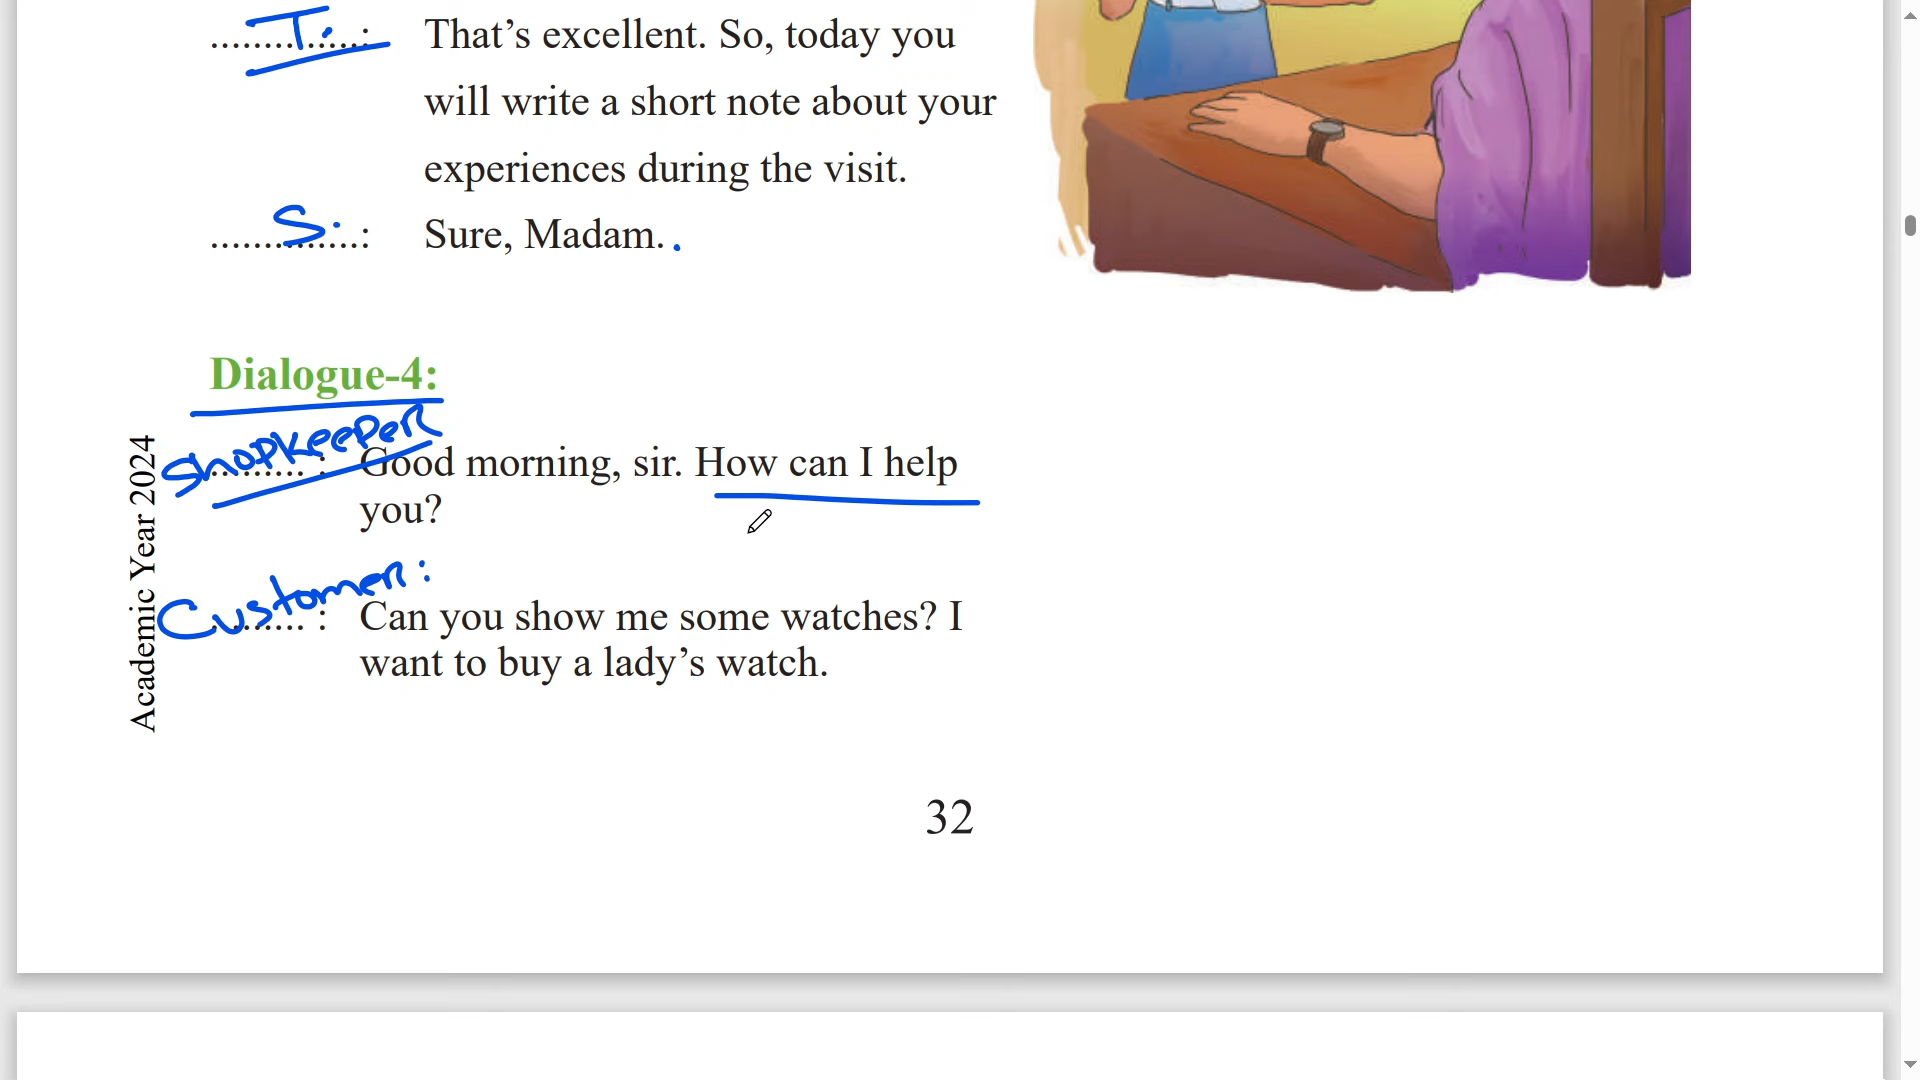 T. ..............: That’s excellent. So, today you
will write a short note about your
experiences during the visit.
S. ..............: Sure, Madam.
Dialogue-4:
Shopkeeper ......... : Good morning, sir. How can I help
you?
Customer: ......... : Can you show me some watches? I
want to buy a lady’s watch.
Academic Year 2024
32